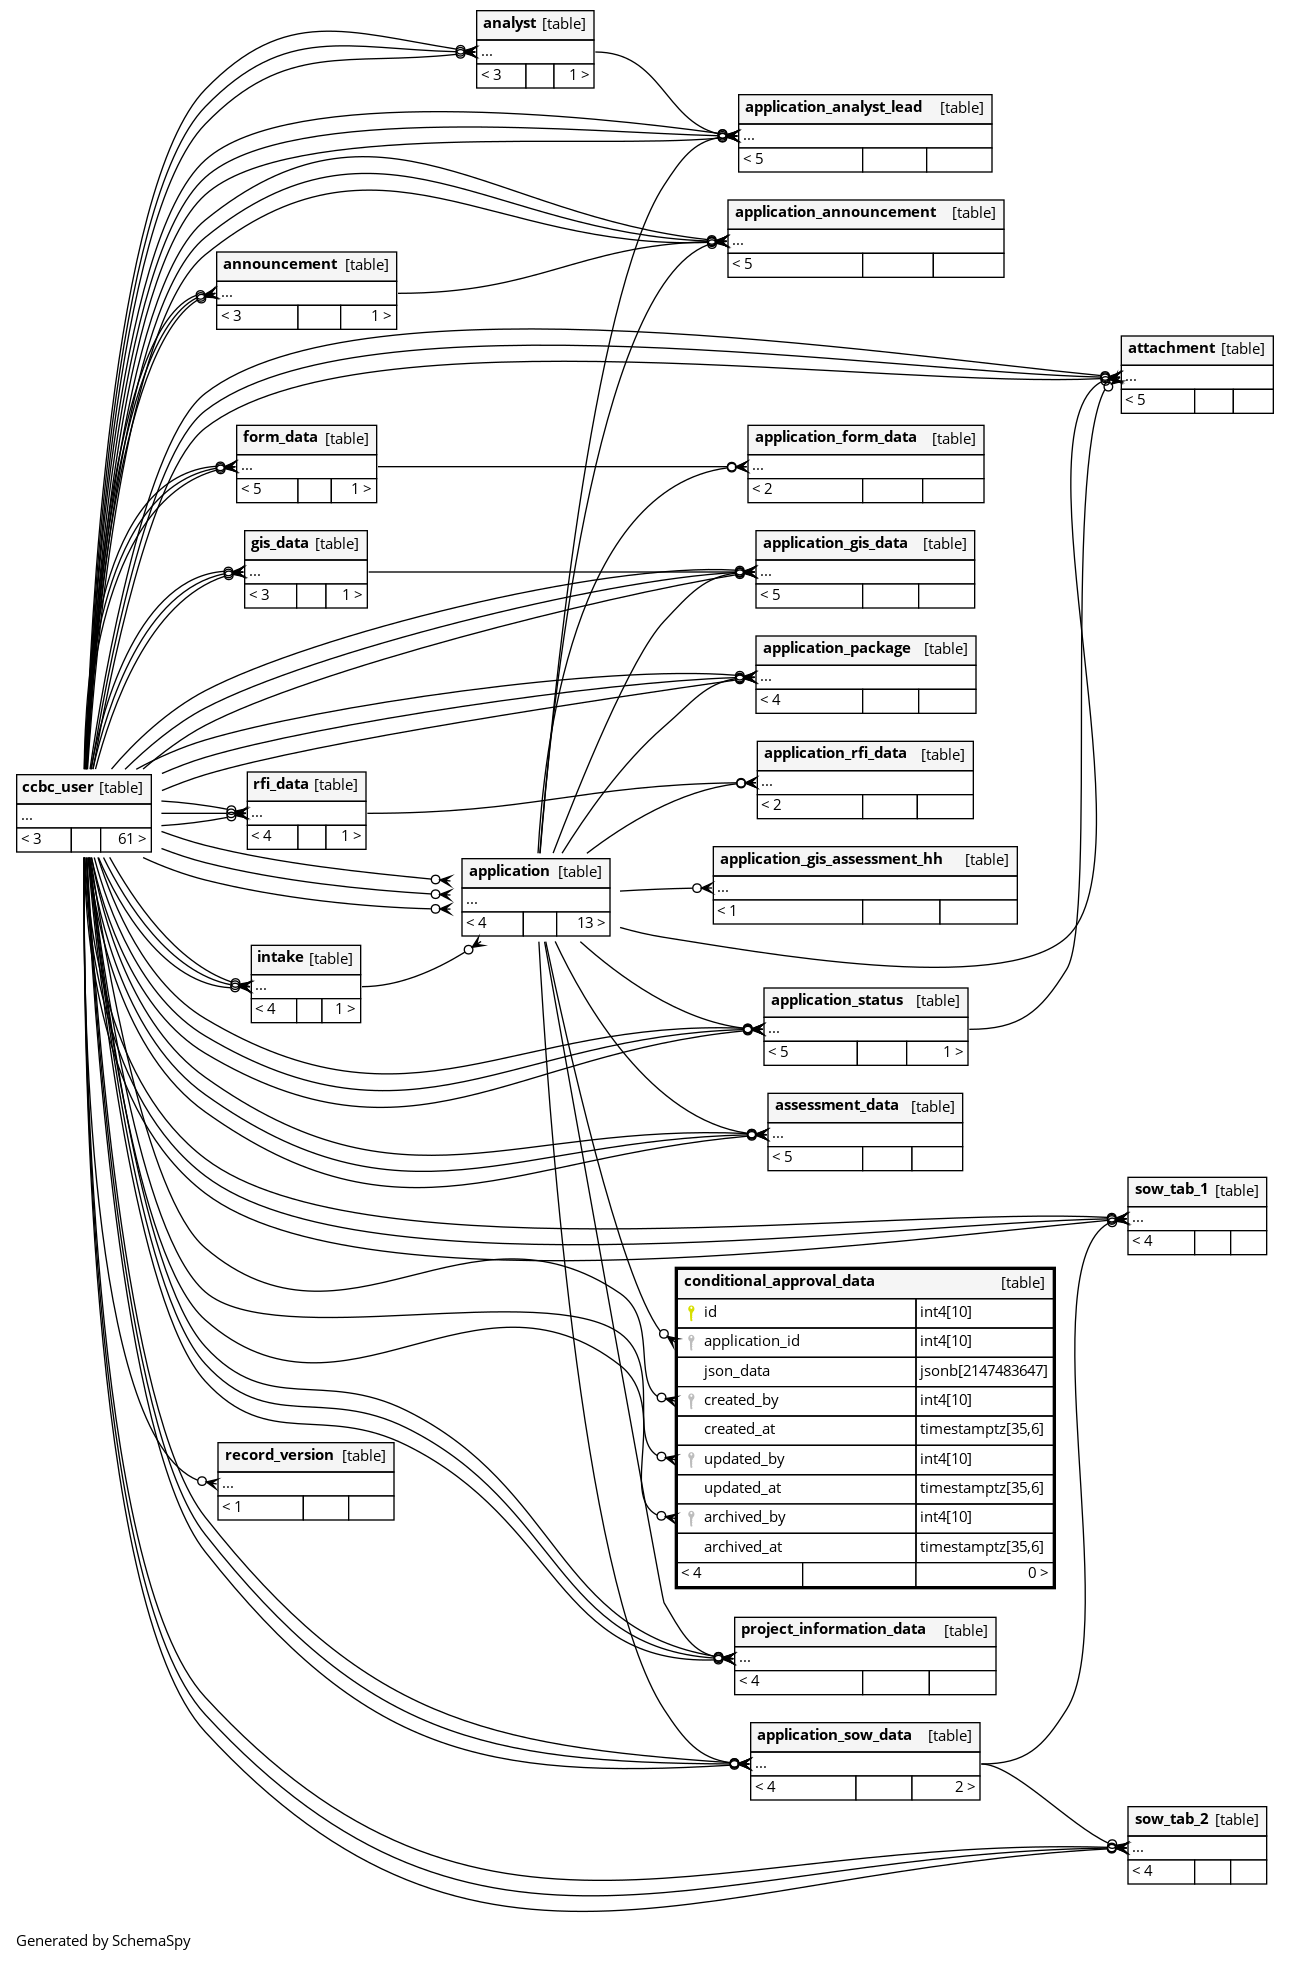 analyst [table]
...
< 3 1 >
application_analyst_lead [table]
...
< 5
application_announcement [table]
...
< 5
announcement [table]
...
< 3 1 >
attachment [table]
...
< 5
form_data [table]
...
< 5 1 >
application_form_data [table]
...
< 2
gis_data [table]
...
< 3 1 >
application_gis_data [table]
...
< 5
application_package [table]
...
< 4
application_rfi_data [table]
...
< 2
ccbc_user [table]
...
< 3 61 >
rfi_data [table]
...
< 4 1 >
application_gis_assessment_hh [table]
...
< 1
application [table]
...
< 4 13 >
intake [table]
...
< 4 1 >
application_status [table]
...
< 5 1 >
assessment_data [table]
...
< 5
sow_tab_1 [table]
...
< 4
conditional_approval_data [table]
id int4[10]
application_id int4[10]
json_data jsonb[2147483647]
created_by int4[10]
created_at timestamptz[35,6]
updated_by int4[10]
updated_at timestamptz[35,6]
archived_by int4[10]
archived_at timestamptz[35,6]
< 4 0 >
record_version [table]
...
< 1
project_information_data [table]
...
< 4
application_sow_data [table]
...
< 4 2 >
sow_tab_2 [table]
...
< 4
Generated by SchemaSpy